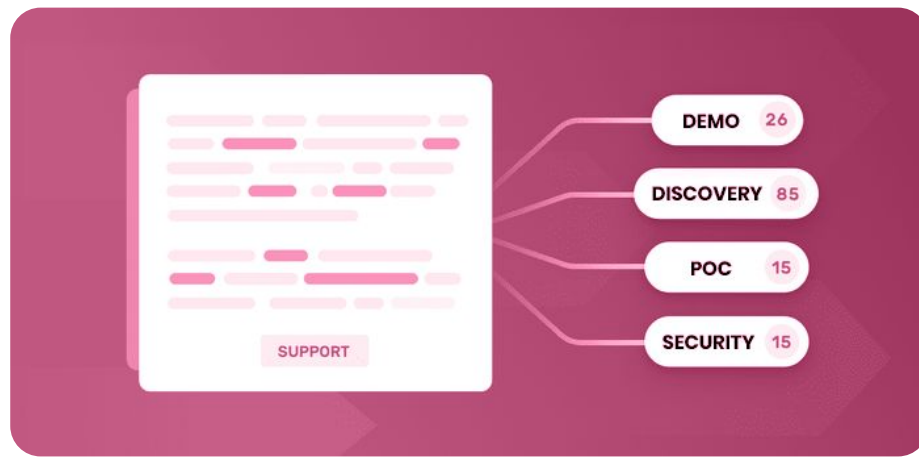 DEMO 26
DISCOVERY 85
POC 15
SECURITY 15
SUPPORT